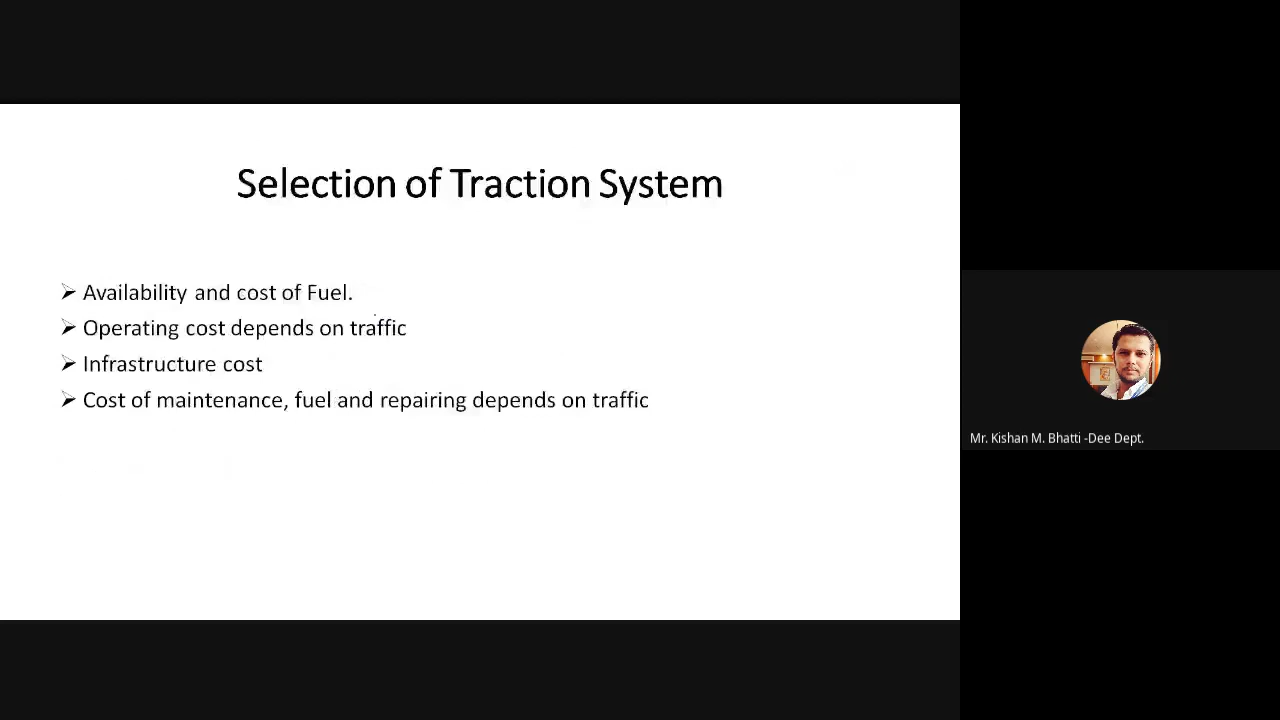 Selection of Traction System
➢ Availability and cost of Fuel.
➢ Operating cost depends on traffic
➢ Infrastructure cost
➢ Cost of maintenance, fuel and repairing depends on traffic
Mr. Kishan M. Bhatti -Dee Dept.